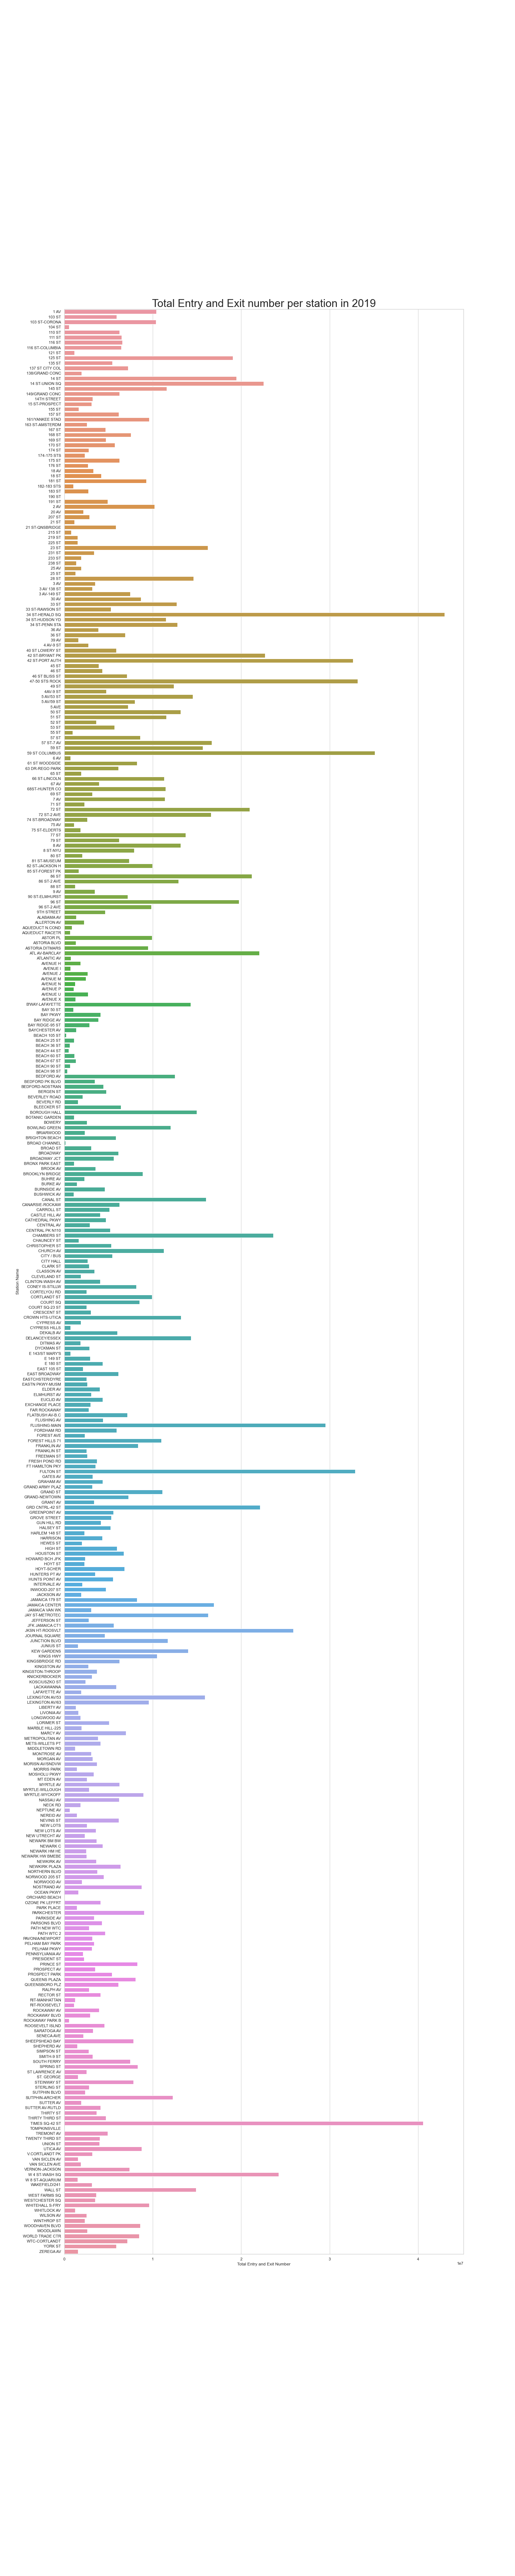 Total Entry and Exit number per station in 2019
1 AV
103 ST
103 ST-CORONA
104 ST
110 ST
111 ST
116 ST
116 ST-COLUMBIA
121 ST
125 ST
135 ST
137 ST CITY COL
138/GRAND CONC
14 ST
14 ST-UNION SQ
145 ST
149/GRAND CONC
14TH STREET
15 ST-PROSPECT
155 ST
157 ST
161/YANKEE STAD
163 ST-AMSTERDM
167 ST
168 ST
169 ST
170 ST
174 ST
174-175 STS
175 ST
176 ST
18 AV
18 ST
181 ST
182-183 STS
183 ST
190 ST
191 ST
2 AV
20 AV
207 ST
21 ST
21 ST-QNSBRIDGE
215 ST
219 ST
225 ST
23 ST
231 ST
233 ST
238 ST
25 AV
25 ST
28 ST
3 AV
3 AV 138 ST
3 AV-149 ST
30 AV
33 ST
33 ST-RAWSON ST
34 ST-HERALD SQ
34 ST-HUDSON YD
34 ST-PENN STA
36 AV
36 ST
39 AV
4 AV-9 ST
40 ST LOWERY ST
42 ST-BRYANT PK
42 ST-PORT AUTH
45 ST
46 ST
46 ST BLISS ST
47-50 STS ROCK
49 ST
4AV-9 ST
5 AV/53 ST
5 AV/59 ST
5 AVE
50 ST
51 ST
52 ST
53 ST
55 ST
57 ST
57 ST-7 AV
59 ST
59 ST COLUMBUS
6 AV
61 ST WOODSIDE
63 DR-REGO PARK
65 ST
66 ST-LINCOLN
67 AV
68ST-HUNTER CO
69 ST
7 AV
71 ST
72 ST
72 ST-2 AVE
74 ST-BROADWAY
75 AV
75 ST-ELDERTS
77 ST
79 ST
8 AV
8 ST-NYU
80 ST
81 ST-MUSEUM
82 ST-JACKSON H
85 ST-FOREST PK
86 ST
86 ST-2 AVE
88 ST
9 AV
90 ST-ELMHURST
96 ST
96 ST-2 AVE
9TH STREET
ALABAMA AV
ALLERTON AV
AQUEDUCT N.COND
AQUEDUCT RACETR
ASTOR PL
ASTORIA BLVD
ASTORIA DITMARS
ATL AV-BARCLAY
ATLANTIC AV
AVENUE H
AVENUE I
AVENUE J
AVENUE M
AVENUE N
AVENUE P
AVENUE U
AVENUE X
B'WAY-LAFAYETTE
BAY 50 ST
BAY PKWY
BAY RIDGE AV
BAY RIDGE-95 ST
BAYCHESTER AV
BEACH 105 ST
BEACH 25 ST
BEACH 36 ST
BEACH 44 ST
BEACH 60 ST
BEACH 67 ST
BEACH 90 ST
BEACH 98 ST
BEDFORD AV
BEDFORD PK BLVD
BEDFORD-NOSTRAN
BERGEN ST
BEVERLEY ROAD
BEVERLY RD
BLEECKER ST
BOROUGH HALL
BOTANIC GARDEN
BOWERY
BOWLING GREEN
BRIARWOOD
BRIGHTON BEACH
BROAD CHANNEL
BROAD ST
BROADWAY
BROADWAY JCT
BRONX PARK EAST
BROOK AV
BROOKLYN BRIDGE
BUHRE AV
BURKE AV
BURNSIDE AV
BUSHWICK AV
CANAL ST
CANARSIE-ROCKAW
CARROLL ST
CASTLE HILL AV
CATHEDRAL PKWY
CENTRAL AV
CENTRAL PK N110
CHAMBERS ST
CHAUNCEY ST
CHRISTOPHER ST
CHURCH AV
CITY / BUS
CITY HALL
CLARK ST
CLASSON AV
CLEVELAND ST
CLINTON-WASH AV
CONEY IS-STILLW
CORTELYOU RD
CORTLANDT ST
COURT SQ
COURT SQ-23 ST
CRESCENT ST
CROWN HTS-UTICA
CYPRESS AV
CYPRESS HILLS
DEKALB AV
DELANCEY/ESSEX
DITMAS AV
DYCKMAN ST
E 143/ST MARY'S
E 149 ST
E 180 ST
EAST 105 ST
EAST BROADWAY
EASTCHSTER/DYRE
EASTN PKWY-MUSM
ELDER AV
ELMHURST AV
EUCLID AV
EXCHANGE PLACE
FAR ROCKAWAY
FLATBUSH AV-B.C
FLUSHING AV
FLUSHING-MAIN
FORDHAM RD
FOREST AVE
FOREST HILLS 71
FRANKLIN AV
FRANKLIN ST
FREEMAN ST
FRESH POND RD
FT HAMILTON PKY
FULTON ST
GATES AV
GRAHAM AV
GRAND ARMY PLAZ
GRAND ST
GRAND-NEWTOWN
GRANT AV
GRD CNTRL-42 ST
GREENPOINT AV
GROVE STREET
GUN HILL RD
HALSEY ST
HARLEM 148 ST
HARRISON
HEWES ST
HIGH ST
HOUSTON ST
HOWARD BCH JFK
HOYT ST
HOYT-SCHER
HUNTERS PT AV
HUNTS POINT AV
INTERVALE AV
INWOOD-207 ST
JACKSON AV
JAMAICA 179 ST
JAMAICA CENTER
JAMAICA VAN WK
JAY ST-METROTEC
JEFFERSON ST
JFK JAMAICA CT1
JKSN HT-ROOSVLT
JOURNAL SQUARE
JUNCTION BLVD
JUNIUS ST
KEW GARDENS
KINGS HWY
KINGSBRIDGE RD
KINGSTON AV
KINGSTON-THROOP
KNICKERBOCKER
KOSCIUSZKO ST
LACKAWANNA
LAFAYETTE AV
LEXINGTON AV/53
LEXINGTON AV/63
LIBERTY AV
LIVONIA AV
LONGWOOD AV
LORIMER ST
MARBLE HILL-225
MARCY AV
METROPOLITAN AV
METS-WILLETS PT
MIDDLETOWN RD
MONTROSE AV
MORGAN AV
MORISN AV/SNDVW
MORRIS PARK
MOSHOLU PKWY
MT EDEN AV
MYRTLE AV
MYRTLE-WILLOUGH
MYRTLE-WYCKOFF
NASSAU AV
NECK RD
NEPTUNE AV
NEREID AV
NEVINS ST
NEW LOTS
NEW LOTS AV
NEW UTRECHT AV
NEWARK BM BW
NEWARK C
NEWARK HM HE
NEWARK HW BMEBE
NEWKIRK AV
NEWKIRK PLAZA
NORTHERN BLVD
NORWOOD 205 ST
NORWOOD AV
NOSTRAND AV
OCEAN PKWY
ORCHARD BEACH
OZONE PK LEFFRT
PARK PLACE
PARKCHESTER
PARKSIDE AV
PARSONS BLVD
PATH NEW WTC
PATH WTC 2
PAVONIA/NEWPORT
PELHAM BAY PARK
PELHAM PKWY
PENNSYLVANIA AV
PRESIDENT ST
PRINCE ST
PROSPECT AV
PROSPECT PARK
QUEENS PLAZA
QUEENSBORO PLZ
RALPH AV
RECTOR ST
RIT-MANHATTAN
RIT-ROOSEVELT
ROCKAWAY AV
ROCKAWAY BLVD
ROCKAWAY PARK B
ROOSEVELT ISLND
SARATOGA AV
SENECA AVE
SHEEPSHEAD BAY
SHEPHERD AV
SIMPSON ST
SMITH-9 ST
SOUTH FERRY
SPRING ST
ST LAWRENCE AV
ST. GEORGE
STEINWAY ST
STERLING ST
SUTPHIN BLVD
SUTPHIN-ARCHER
SUTTER AV
SUTTER AV-RUTLD
THIRTY ST
THIRTY THIRD ST
TIMES SQ-42 ST
TOMPKINSVILLE
TREMONT AV
TWENTY THIRD ST
UNION ST
UTICA AV
V.CORTLANDT PK
VAN SICLEN AV
VAN SICLEN AVE
VERNON-JACKSON
W 4 ST-WASH SQ
W 8 ST-AQUARIUM
WAKEFIELD/241
WALL ST
WEST FARMS SQ
WESTCHESTER SQ
WHITEHALL S-FRY
WHITLOCK AV
WILSON AV
WINTHROP ST
WOODHAVEN BLVD
WOODLAWN
WORLD TRADE CTR
WTC-CORTLANDT
YORK ST
ZEREGA AV
Station Name
0 1 2 3 4
1e7
Total Entry and Exit Number